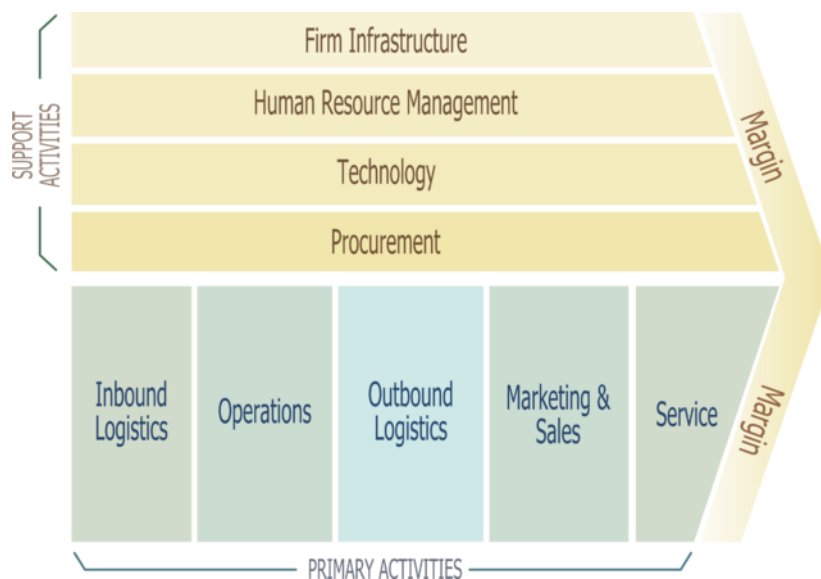 Firm Infrastructure
Human Resource Management
Technology
Procurement
SUPPORT
ACTIVITIES
Margin
Inbound
Logistics
Operations
Outbound
Logistics
Marketing &
Sales
Service
Margin
PRIMARY ACTIVITIES